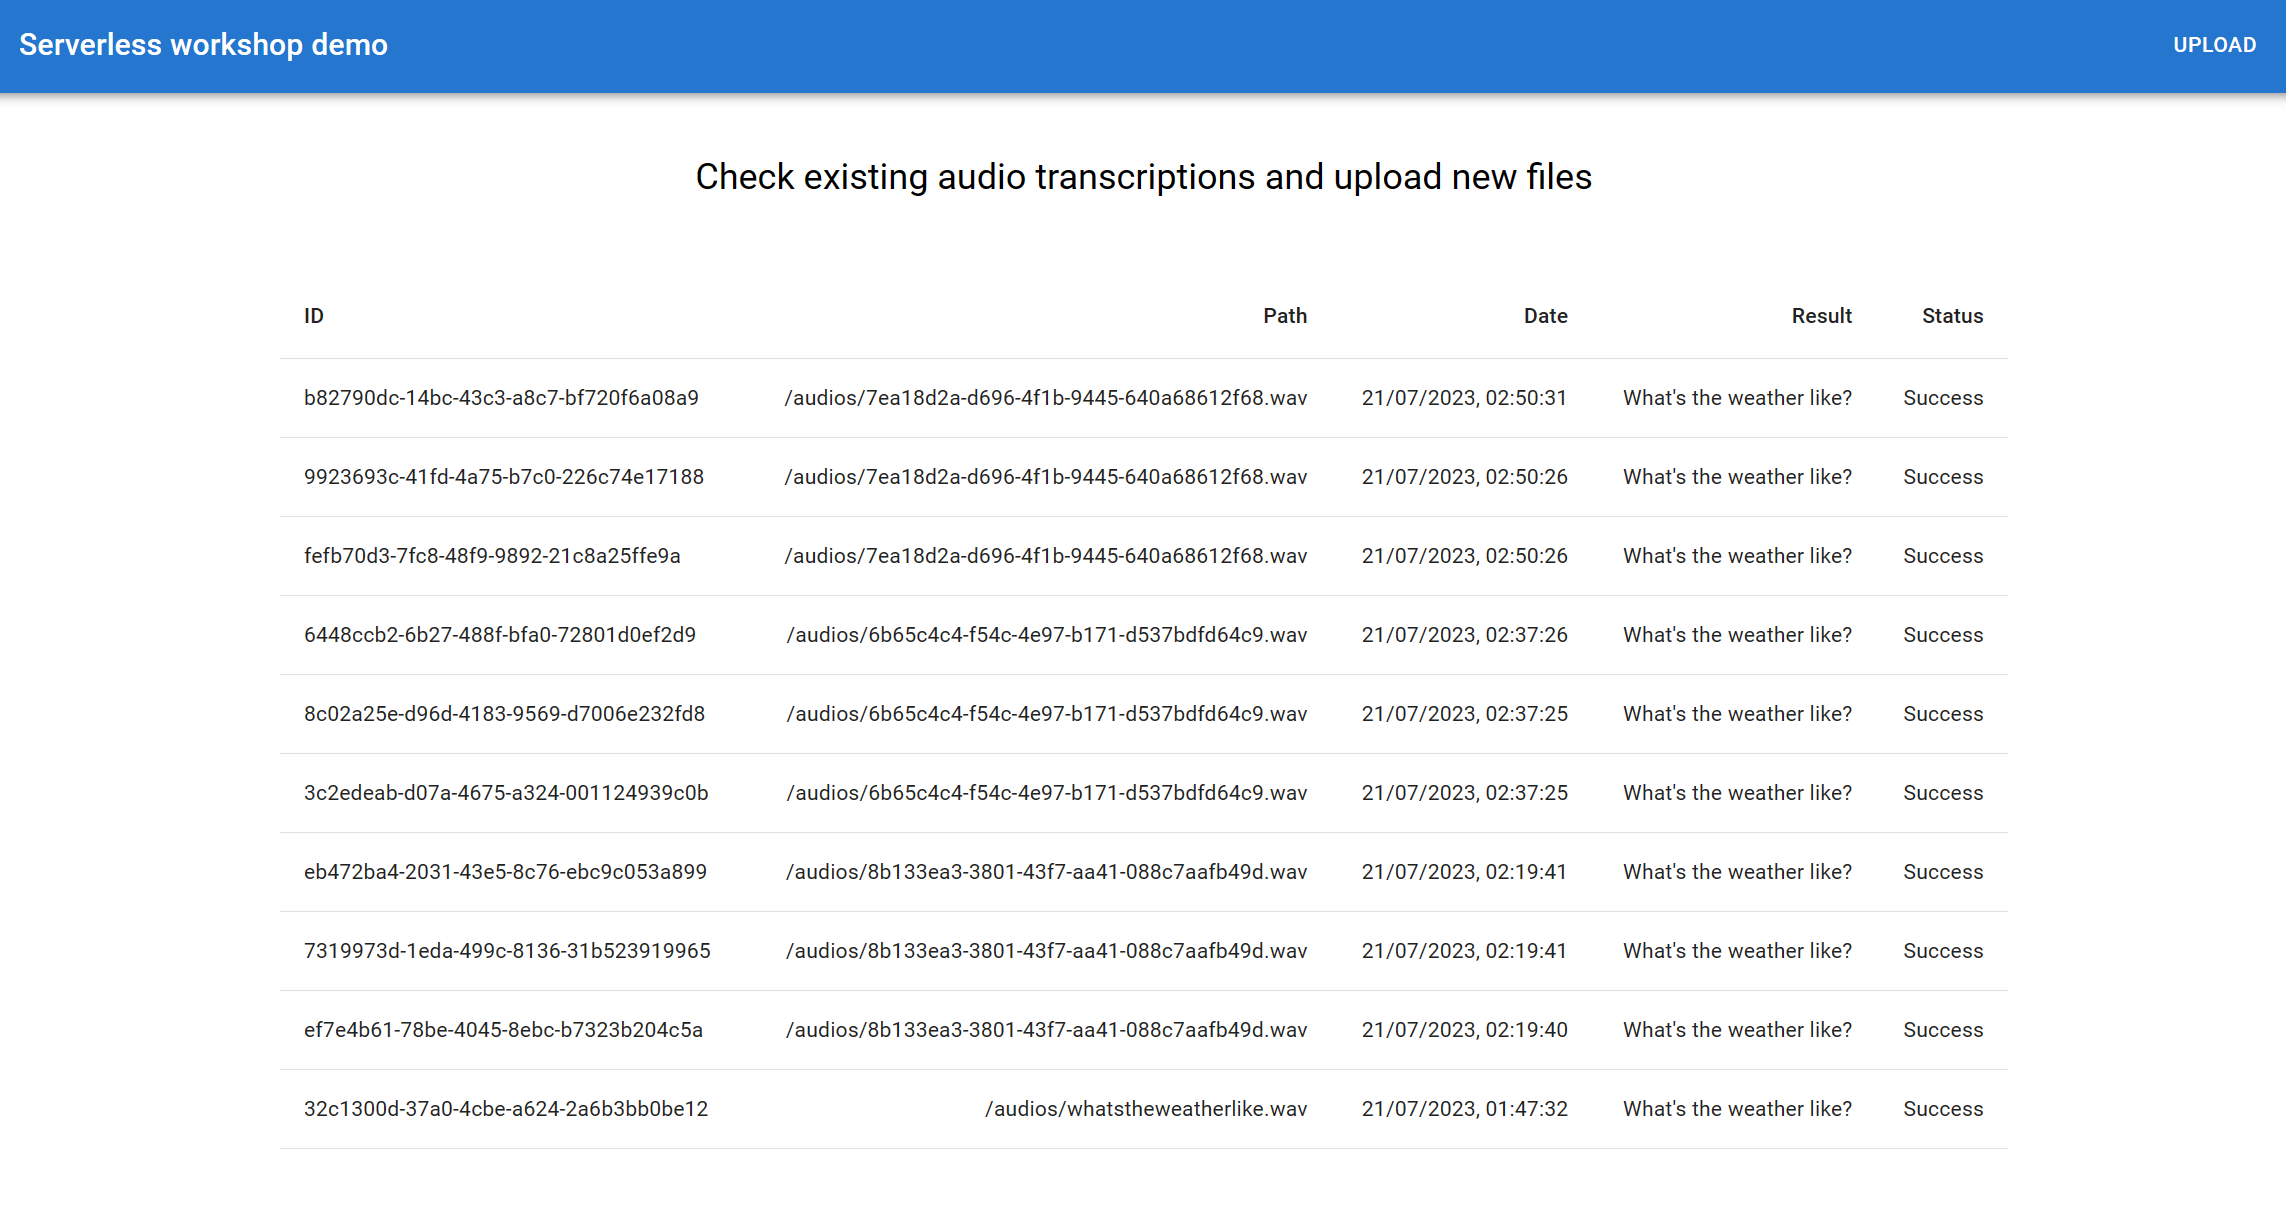 Serverless workshop demo UPLOAD
Check existing audio transcriptions and upload new files
ID Path Date Result Status
b82790dc-14bc-43c3-a8c7-bf720f6a08a9 /audios/7ea18d2a-d696-4f1b-9445-640a68612f68.wav 21/07/2023, 02:50:31 What's the weather like? Success
9923693c-41fd-4a75-b7c0-226c74e17188 /audios/7ea18d2a-d696-4f1b-9445-640a68612f68.wav 21/07/2023, 02:50:26 What's the weather like? Success
fefb70d3-7fc8-48f9-9892-21c8a25ffe9a /audios/7ea18d2a-d696-4f1b-9445-640a68612f68.wav 21/07/2023, 02:50:26 What's the weather like? Success
6448ccb2-6b27-488f-bfa0-72801d0ef2d9 /audios/6b65c4c4-f54c-4e97-b171-d537bdfd64c9.wav 21/07/2023, 02:37:26 What's the weather like? Success
8c02a25e-d96d-4183-9569-d7006e232fd8 /audios/6b65c4c4-f54c-4e97-b171-d537bdfd64c9.wav 21/07/2023, 02:37:25 What's the weather like? Success
3c2edeab-d07a-4675-a324-001124939c0b /audios/6b65c4c4-f54c-4e97-b171-d537bdfd64c9.wav 21/07/2023, 02:37:25 What's the weather like? Success
eb472ba4-2031-43e5-8c76-ebc9c053a899 /audios/8b133ea3-3801-43f7-aa41-088c7aafb49d.wav 21/07/2023, 02:19:41 What's the weather like? Success
7319973d-1eda-499c-8136-31b523919965 /audios/8b133ea3-3801-43f7-aa41-088c7aafb49d.wav 21/07/2023, 02:19:41 What's the weather like? Success
ef7e4b61-78be-4045-8ebc-b7323b204c5a /audios/8b133ea3-3801-43f7-aa41-088c7aafb49d.wav 21/07/2023, 02:19:40 What's the weather like? Success
32c1300d-37a0-4cbe-a624-2a6b3bb0be12 /audios/whatstheweatherlike.wav 21/07/2023, 01:47:32 What's the weather like? Success